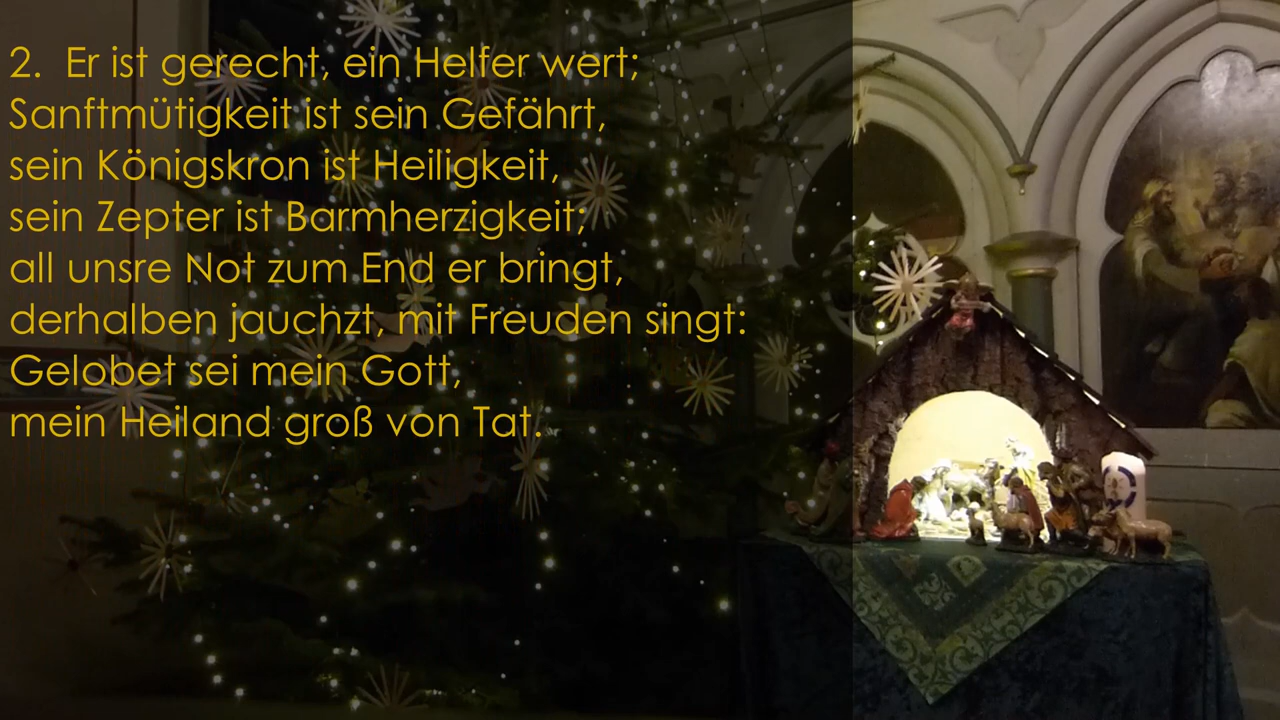 2. Er ist gerecht, ein Helfer wert;
Sanftmütigkeit ist sein Gefährt,
sein Königskron ist Heiligkeit,
sein Zepter ist Barmherzigkeit;
all unsre Not zum End er bringt,
derhalben jauchzt, mit Freuden singt:
Gelobet sei mein Gott,
mein Heiland groß von Tat.